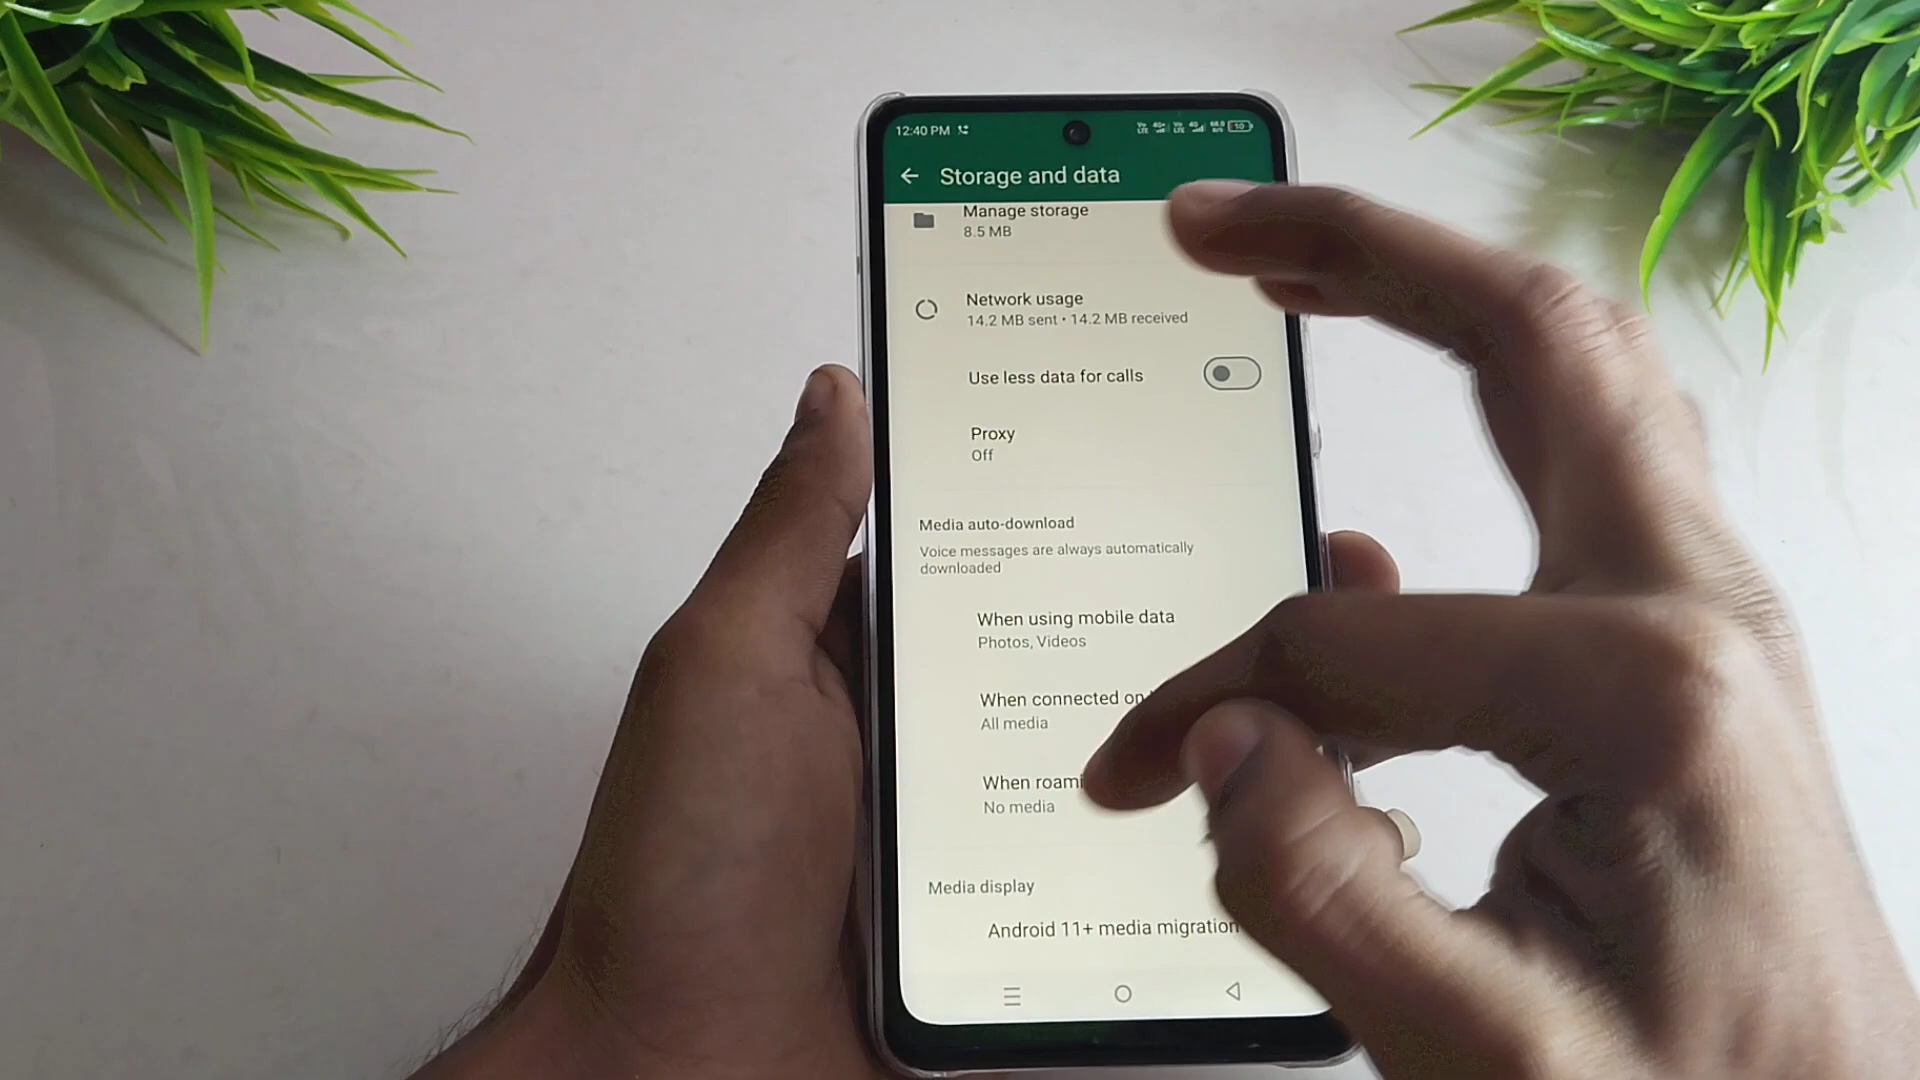 12:40 PM
Storage and data
Manage storage
8.5 MB
Network usage
14.2 MB sent • 14.2 MB received
Use less data for calls
Proxy
Off
Media auto-download
Voice messages are always automatically
downloaded
When using mobile data
Photos, Videos
When connected on
All media
When roami
No media
Media display
Android 11+ media migration